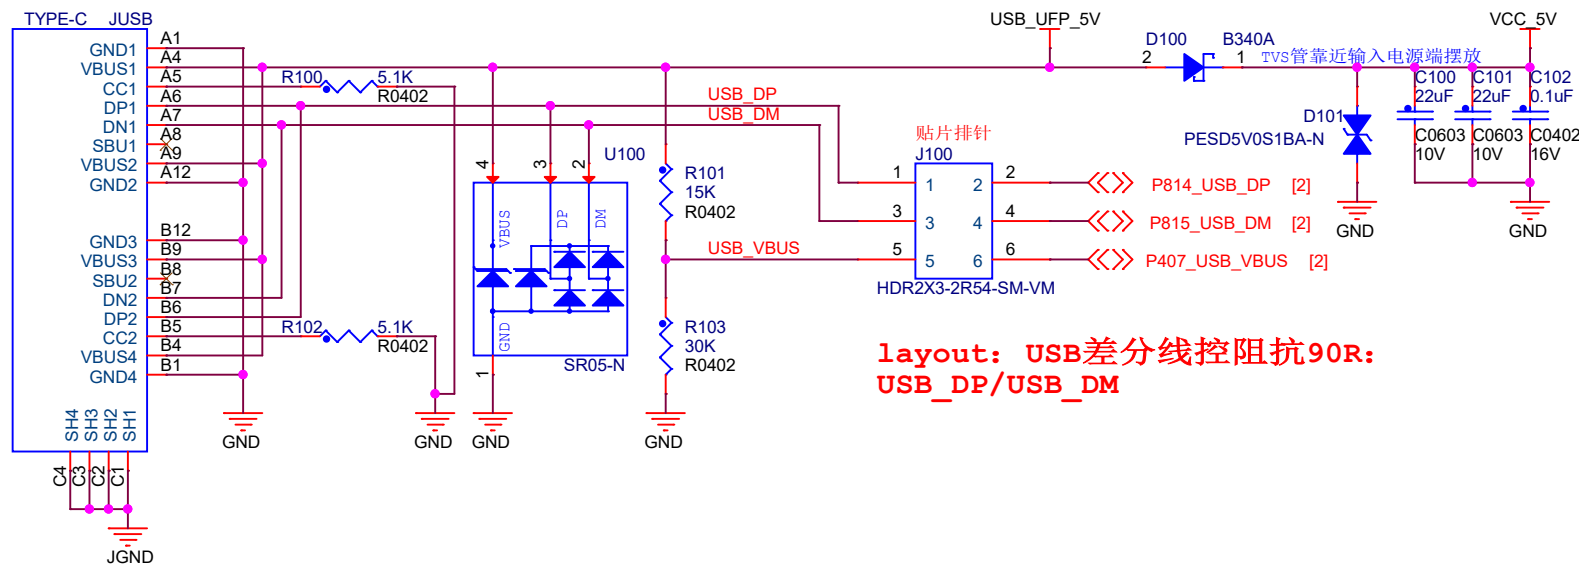 TYPE-C JUSB
USB_UFP_5V
VCC_5V
GND1 A1
VBUS1 A4
CC1 A5
DP1 A6
DN1 A7
SBU1 A8
VBUS2 A9
GND2 A12
GND3 B12
VBUS3 B9
SBU2 B8
DN2 B7
DP2 B6
CC2 B5
VBUS4 B4
GND4 B1
SH4 SH3 SH2 SH1
C4 C3 C2 C1
JGND
R100 5.1K
R0402
R102 5.1K
R0402
GND
GND
USB_DP
USB_DM
U100
4 3 2
VBUS DP DM
GND
1
SR05-N
GND
R101
15K
R0402
USB_VBUS
R103
30K
R0402
GND
贴片排针
J100
1 1 2 2
3 3 4 4
5 5 6 6
HDR2X3-2R54-SM-VM
P814_USB_DP [2]
P815_USB_DM [2]
P407_USB_VBUS [2]
D100 B340A
2 1
TVS管靠近输入电源端摆放
D101
PESD5V0S1BA-N
GND
C100
22uF
C0603
10V
C101
22uF
C0603
10V
C102
0.1uF
C0402
16V
GND
layout: USB差分线控阻抗90R:
USB_DP/USB_DM